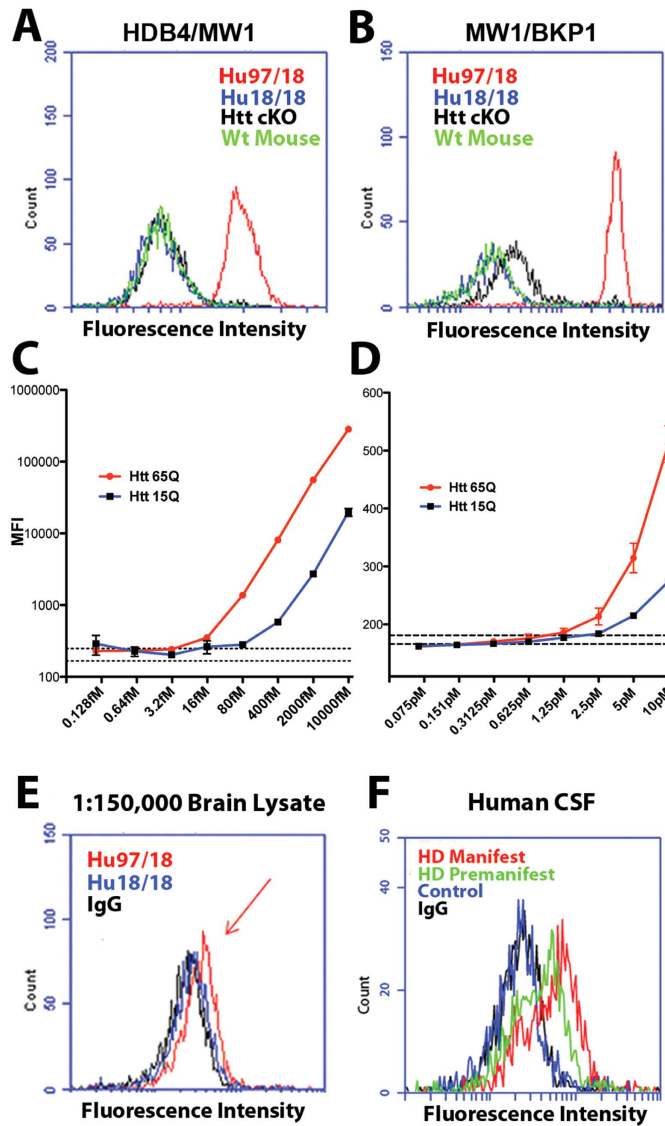 A
HDB4/MW1
200
150
100
50
0
Count
Hu97/18
Hu18/18
Htt cKO
Wt Mouse
Fluorescence Intensity
B
MW1/BKP1
150
100
50
0
Count
Hu97/18
Hu18/18
Htt cKO
Wt Mouse
Fluorescence Intensity
C
1000000
100000
10000
1000
100
MFI
Htt 65Q
Htt 15Q
0.128fM
0.64fM
3.2fM
16fM
80fM
400fM
2000fM
10000fM
D
600
500
400
300
200
Htt 65Q
Htt 15Q
0.075pM
0.151pM
0.3125pM
0.625pM
1.25pM
2.5pM
5pM
10pM
E
1:150,000 Brain Lysate
150
100
50
0
Count
Hu97/18
Hu18/18
IgG
Fluorescence Intensity
F
Human CSF
50
40
20
0
Count
HD Manifest
HD Premanifest
Control
IgG
Fluorescence Intensity